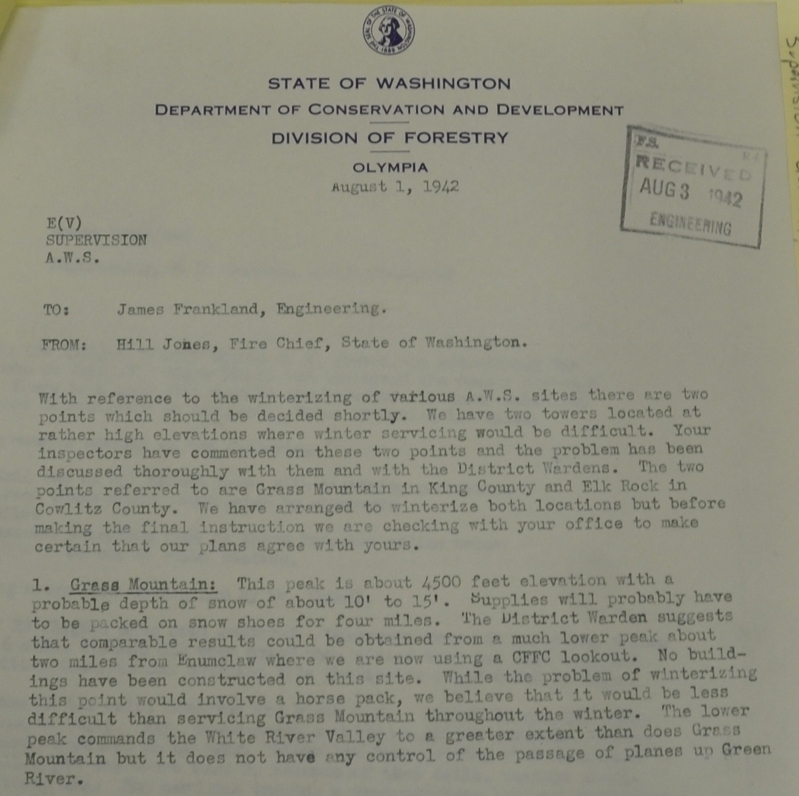 THE SEAL OF THE STATE OF WASHINGTON
1889
STATE OF WASHINGTON
DEPARTMENT OF CONSERVATION AND DEVELOPMENT
DIVISION OF FORESTRY
OLYMPIA
August 1, 1942
F.S.
RECEIVED
AUG 3 1942
ENGINEERING
E(V)
SUPERVISION
A.W.S.
TO: James Frankland, Engineering.
FROM: Hill Jones, Fire Chief, State of Washington.
With reference to the winterizing of various A.W.S. sites there are two
points which should be decided shortly. We have two towers located at
rather high elevations where winter servicing would be difficult. Your
inspectors have commented on these two points and the problem has been
discussed thoroughly with them and with the District Wardens. The two
points referred to are Grass Mountain in King County and Elk Rock in
Cowlitz County. We have arranged to winterize both locations but before
making the final instruction we are checking with your office to make
certain that our plans agree with yours.
1. Grass Mountain: This peak is about 4500 feet elevation with a
probable depth of snow of about 10' to 15'. Supplies will probably have
to be packed on snow shoes for four miles. The District Warden suggests
that comparable results could be obtained from a much lower peak about
two miles from Enumclaw where we are now using a CFFC lookout. No build-
ings have been constructed on this site. While the problem of winterizing
this point would involve a horse pack, we believe that it would be less
difficult than servicing Grass Mountain throughout the winter. The lower
peak commands the White River Valley to a greater extent than does Grass
Mountain but it does not have any control of the passage of planes up Green
River.